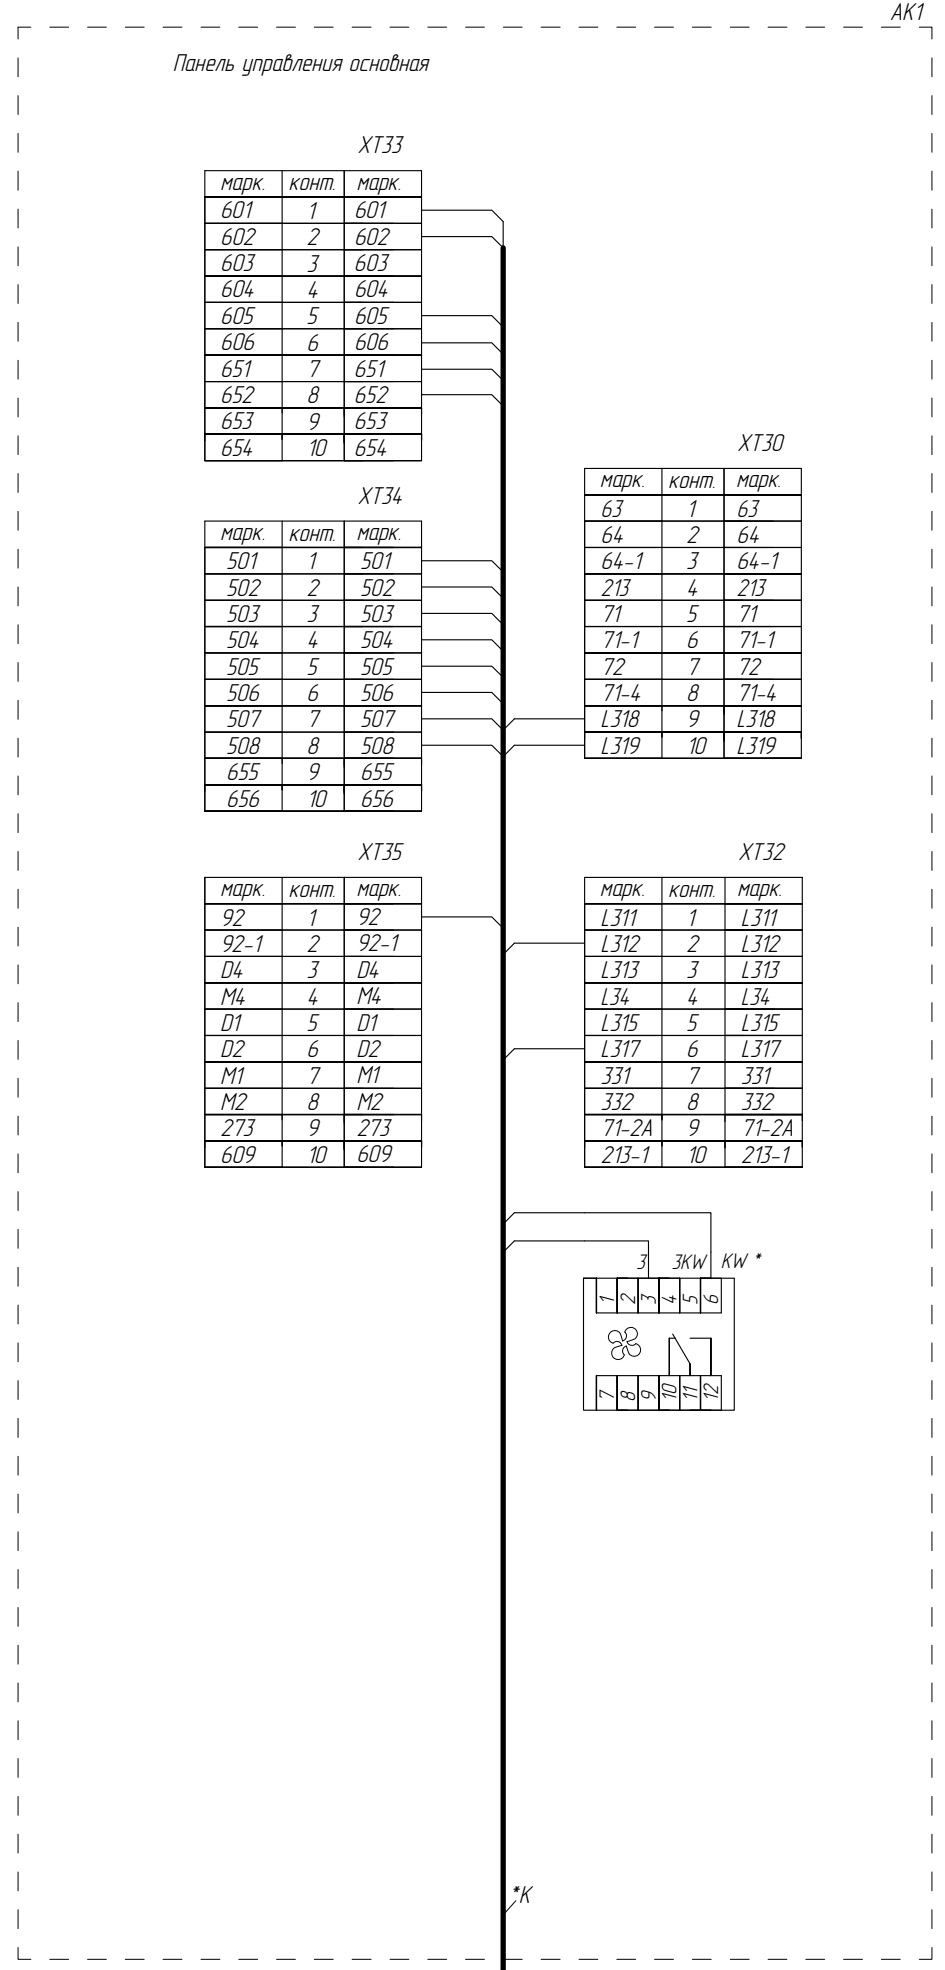 АК1
Панель управления основная
XT33
марк. конт. марк.
601 1 601
602 2 602
603 3 603
604 4 604
605 5 605
606 6 606
651 7 651
652 8 652
653 9 653
654 10 654
XT34
марк. конт. марк.
501 1 501
502 2 502
503 3 503
504 4 504
505 5 505
506 6 506
507 7 507
508 8 508
655 9 655
656 10 656
XT35
марк. конт. марк.
92 1 92
92-1 2 92-1
D4 3 D4
M4 4 M4
D1 5 D1
D2 6 D2
M1 7 M1
M2 8 M2
273 9 273
609 10 609
XT30
марк. конт. марк.
63 1 63
64 2 64
64-1 3 64-1
213 4 213
71 5 71
71-1 6 71-1
72 7 72
71-4 8 71-4
L318 9 L318
L319 10 L319
XT32
марк. конт. марк.
L311 1 L311
L312 2 L312
L313 3 L313
L34 4 L34
L315 5 L315
L317 6 L317
331 7 331
332 8 332
71-2A 9 71-2A
213-1 10 213-1
3 3KW KW *
1 2 3 4 5 6
7 8 9 10 11 12
*К